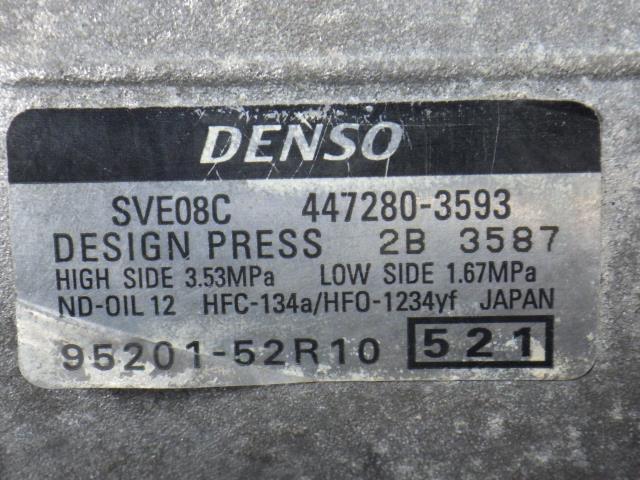 DENSO
SVE08C 447280-3593
DESIGN PRESS 2B 3587
HIGH SIDE 3.53MPa LOW SIDE 1.67MPa
ND-OIL 12 HFC-134a/HFO-1234yf JAPAN
95201-52R10 521